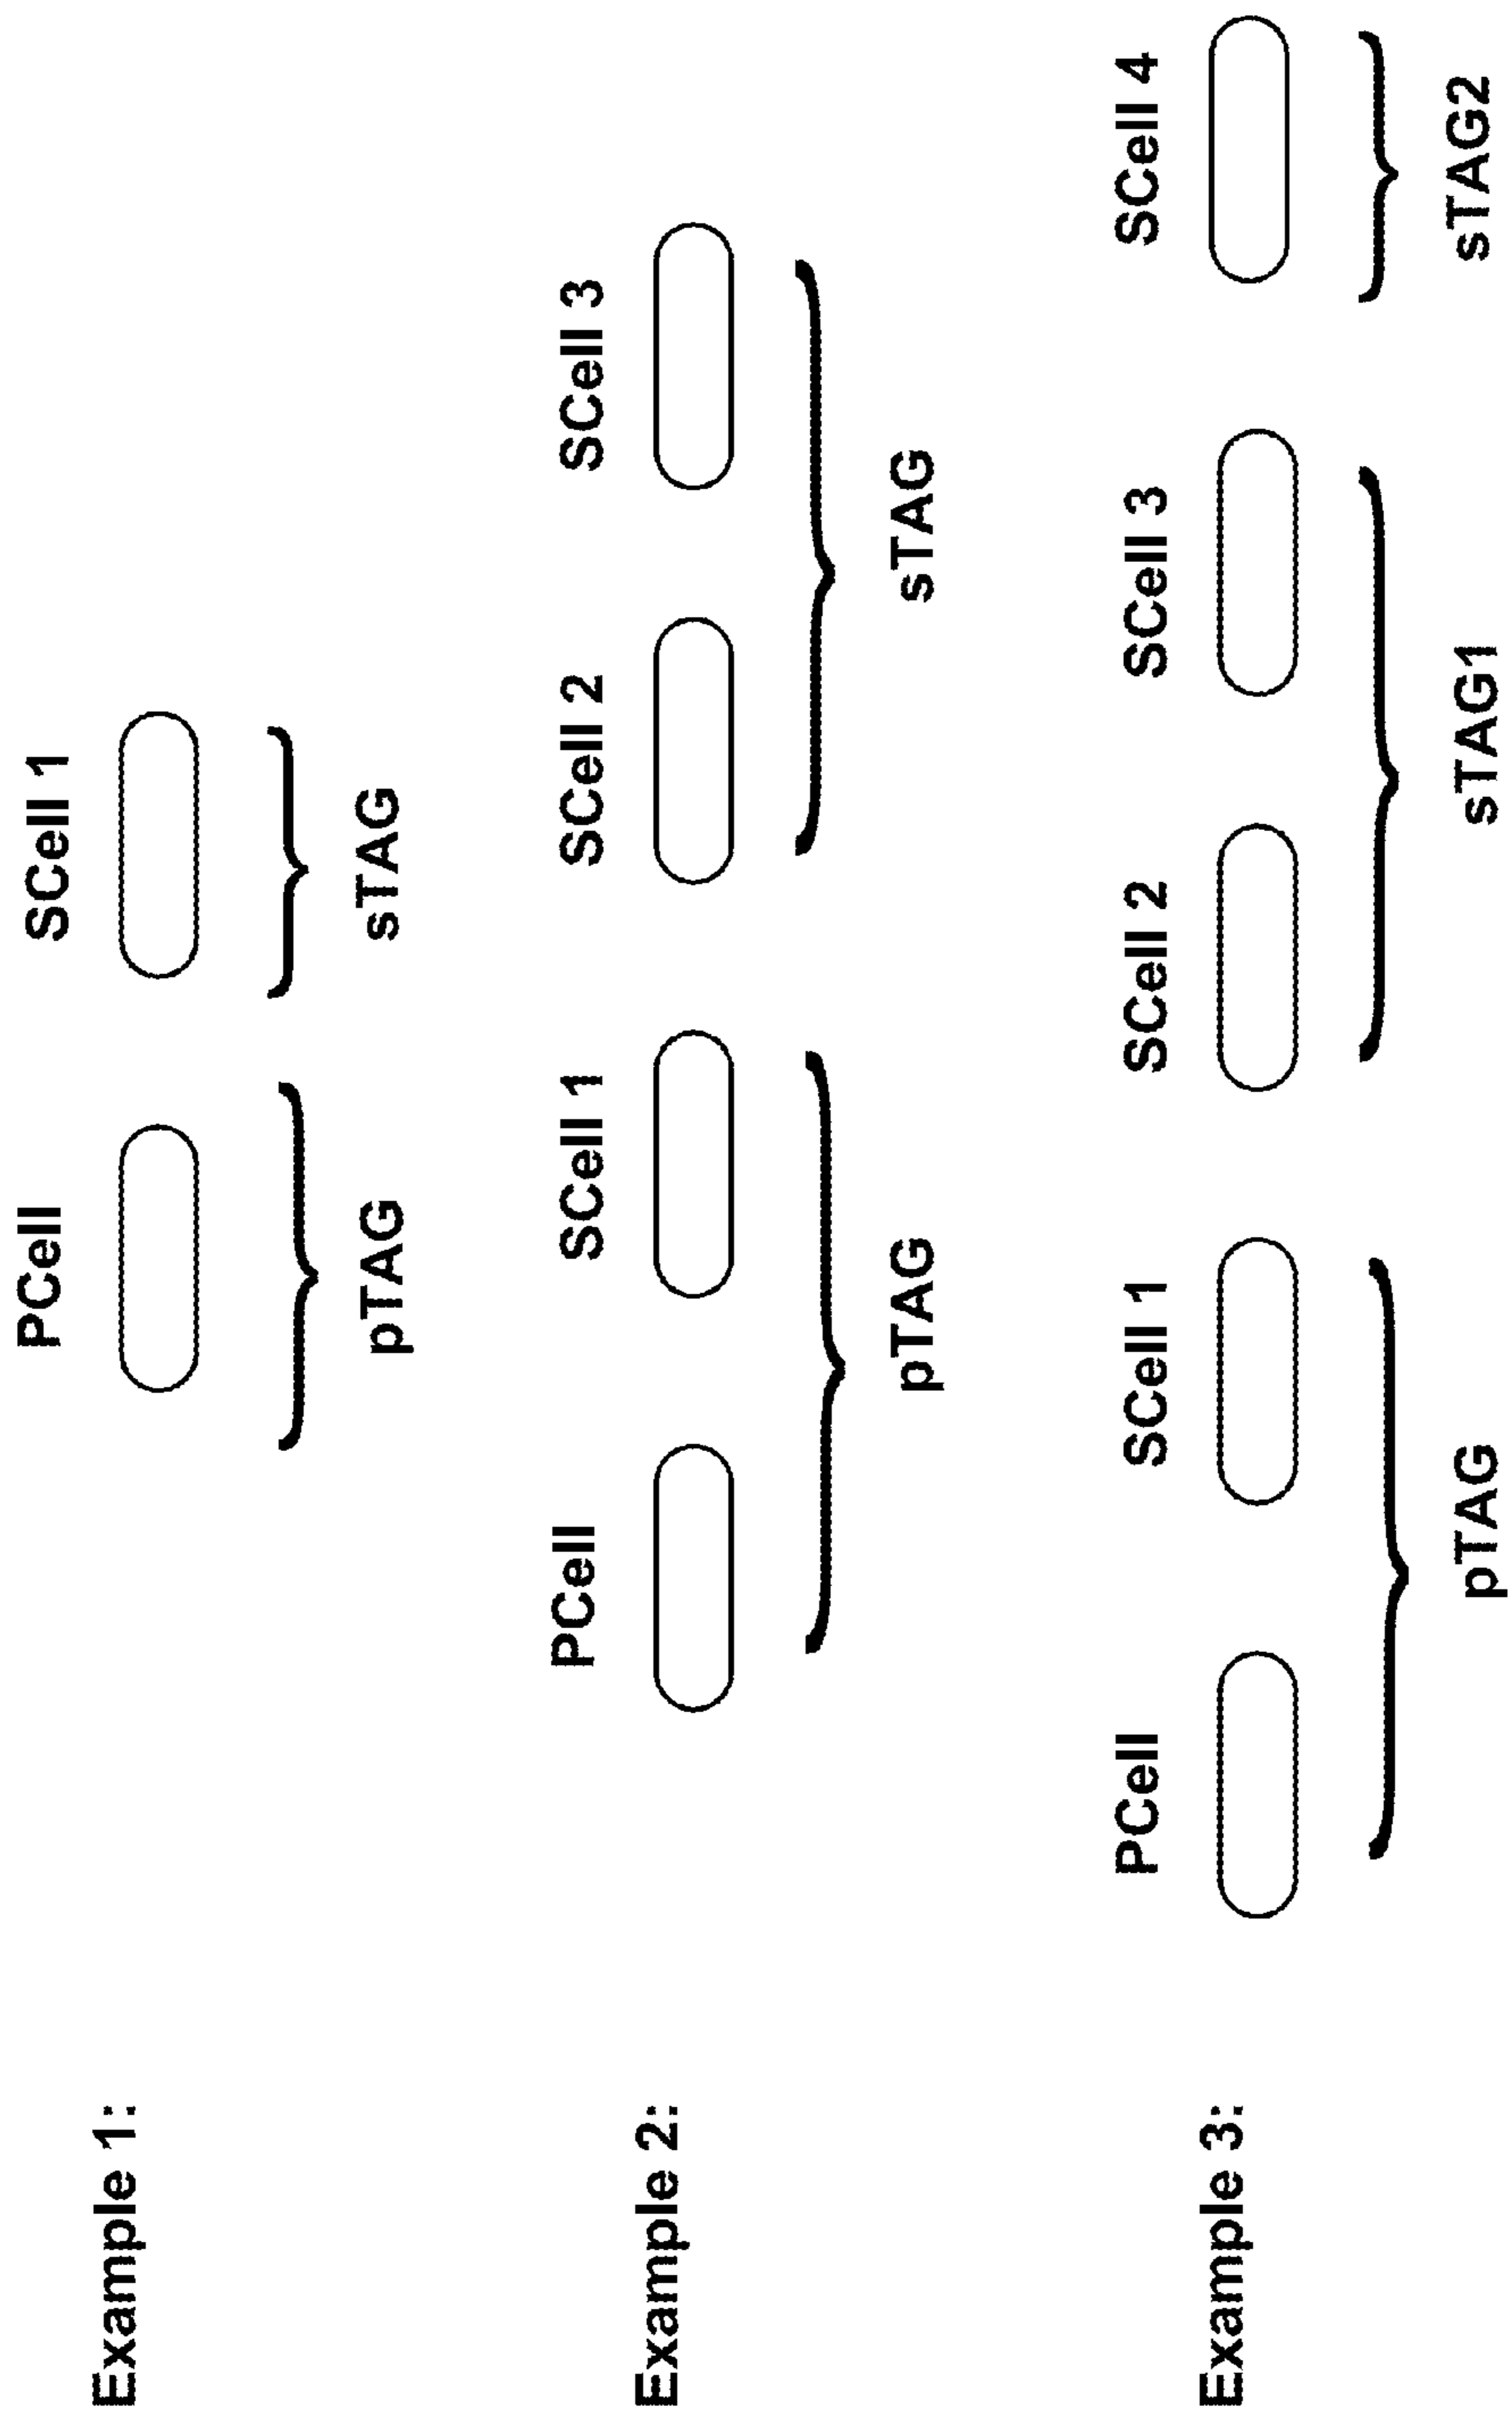 Example 1:
PCell SCell 1
pTAG sTAG
Example 2:
PCell SCell 1 SCell 2 SCell 3
pTAG sTAG
Example 3:
PCell SCell 1 SCell 2 SCell 3 SCell 4
pTAG sTAG1 sTAG2